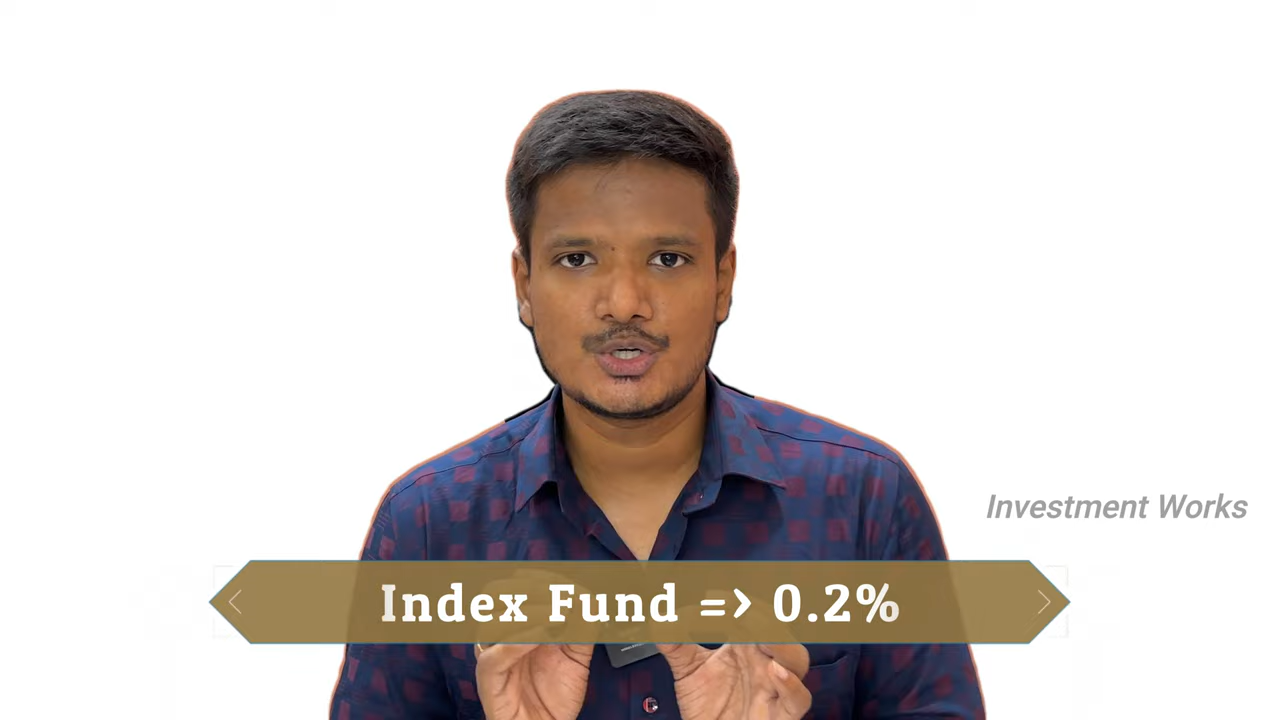 Investment Works
Index Fund => 0.2%